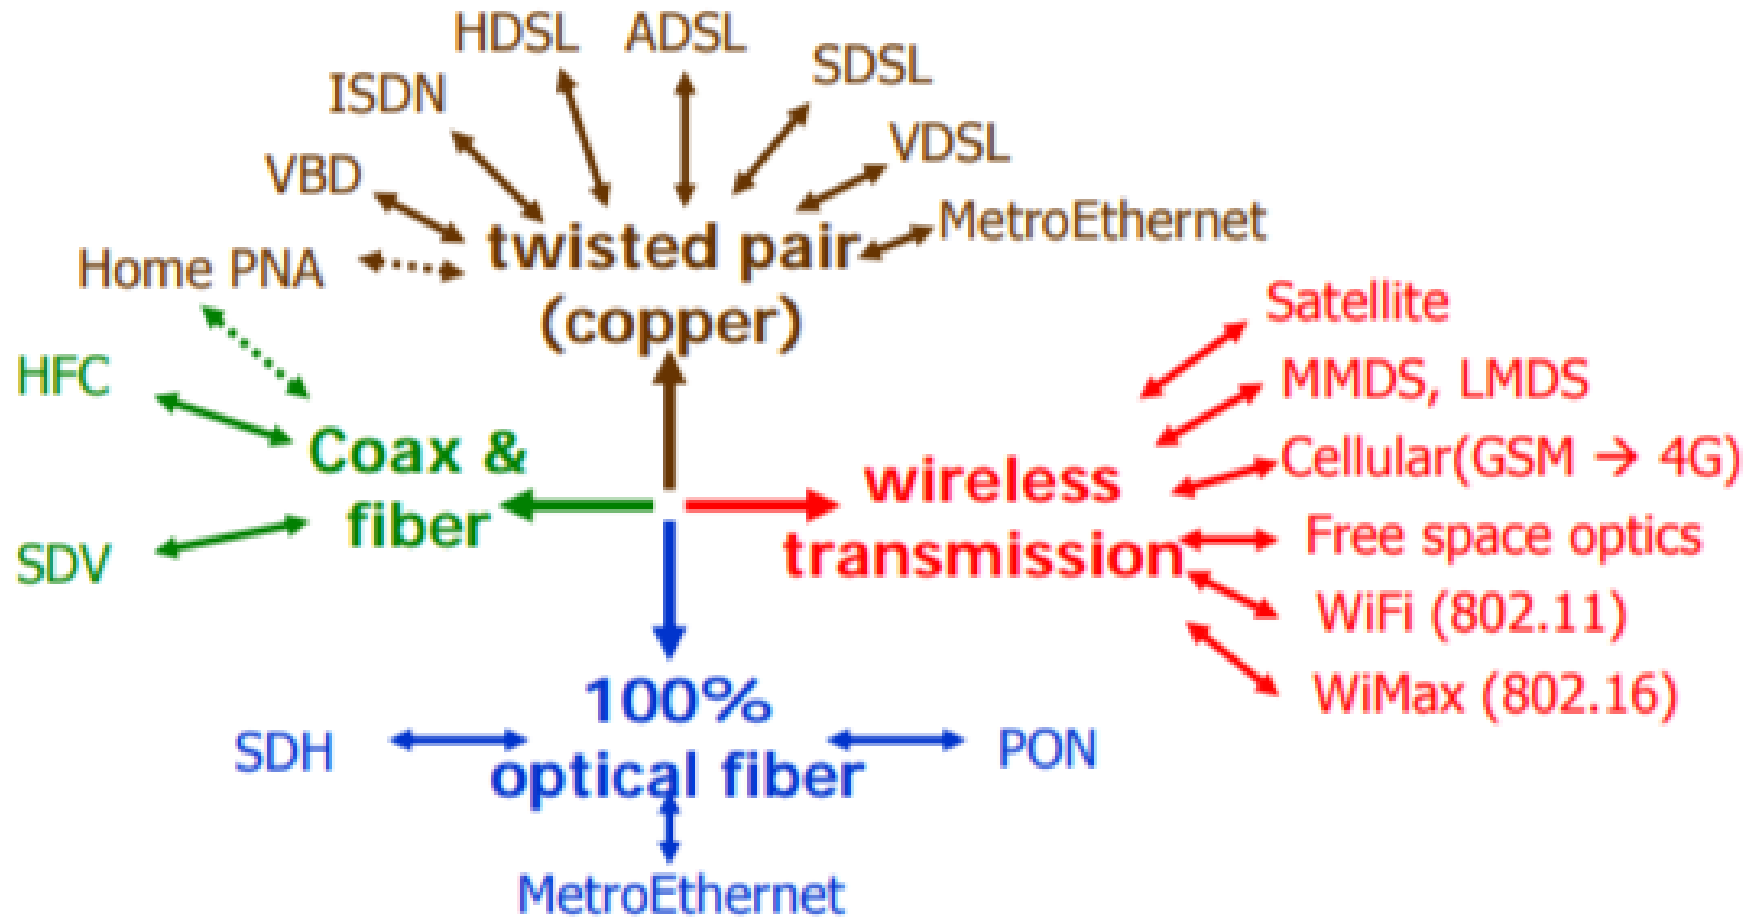 HDSL
ADSL
SDSL
ISDN
VDSL
VBD
MetroEthernet
twisted pair
(copper)
Home PNA
Satellite
HFC
MMDS, LMDS
Coax &
fiber
Cellular(GSM → 4G)
wireless
transmission
Free space optics
SDV
WiFi (802.11)
WiMax (802.16)
100%
optical fiber
SDH
PON
MetroEthernet